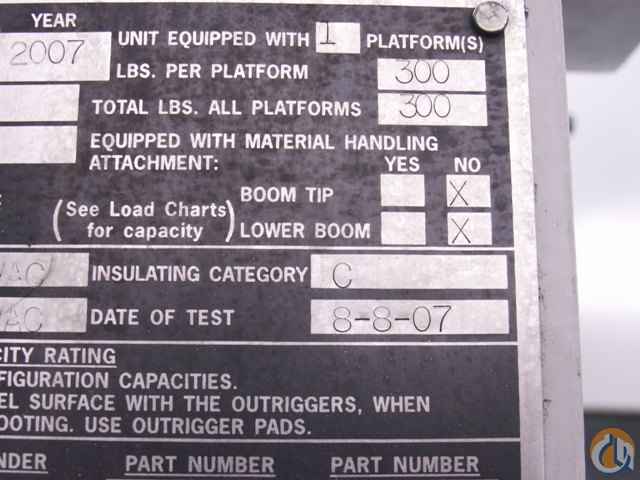 YEAR
2007
UNIT EQUIPPED WITH 1 PLATFORM(S)
LBS. PER PLATFORM 300
TOTAL LBS. ALL PLATFORMS 300
EQUIPPED WITH MATERIAL HANDLING
ATTACHMENT: YES NO
BOOM TIP X
(See Load Charts
for capacity) LOWER BOOM X
VAC INSULATING CATEGORY C
VAC DATE OF TEST 8-8-07
CITY RATING
FIGURATION CAPACITIES.
EL SURFACE WITH THE OUTRIGGERS, WHEN
OOTING. USE OUTRIGGER PADS.
NDER PART NUMBER PART NUMBER